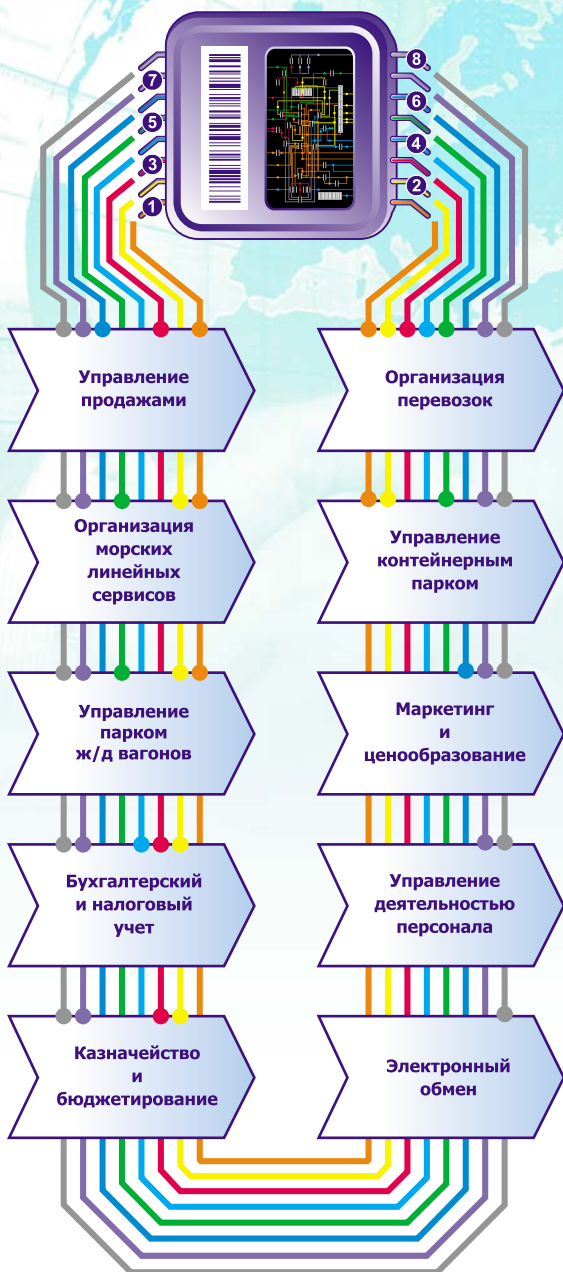 8
7
6
5
4
3
2
1
Управление
продажами
Организация
перевозок
Организация
морских
линейных
сервисов
Управление
контейнерным
парком
Управление
парком
ж/д вагонов
Маркетинг
и
ценообразование
Бухгалтерский
и налоговый
учет
Управление
деятельностью
персонала
Казначейство
и
бюджетирование
Электронный
обмен